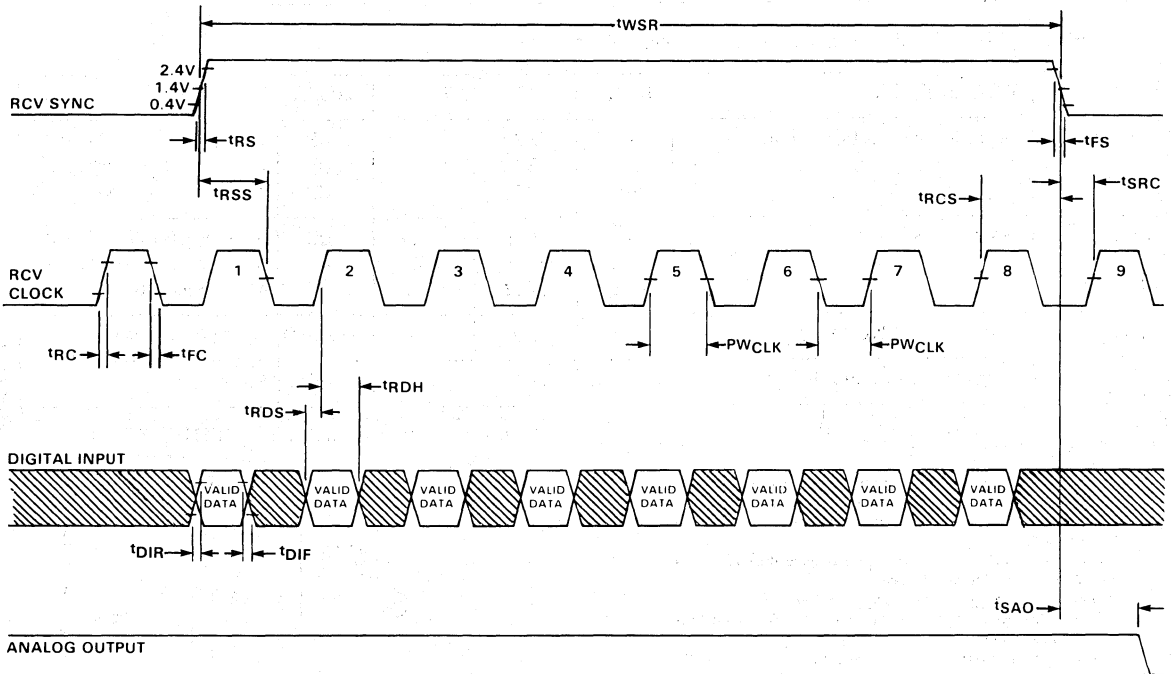 tWSR
2.4V
1.4V
0.4V
RCV SYNC
tRS
tFS
tRSS
tRCS
tSRC
RCV
CLOCK
1
2
3
4
5
6
7
8
9
tRC
tFC
PWCLK
PWCLK
tRDH
tRDS
DIGITAL INPUT
VALID
DATA
VALID
DATA
VALID
DATA
VALID
DATA
VALID
DATA
VALID
DATA
VALID
DATA
VALID
DATA
tDIR
tDIF
tSAO
ANALOG OUTPUT